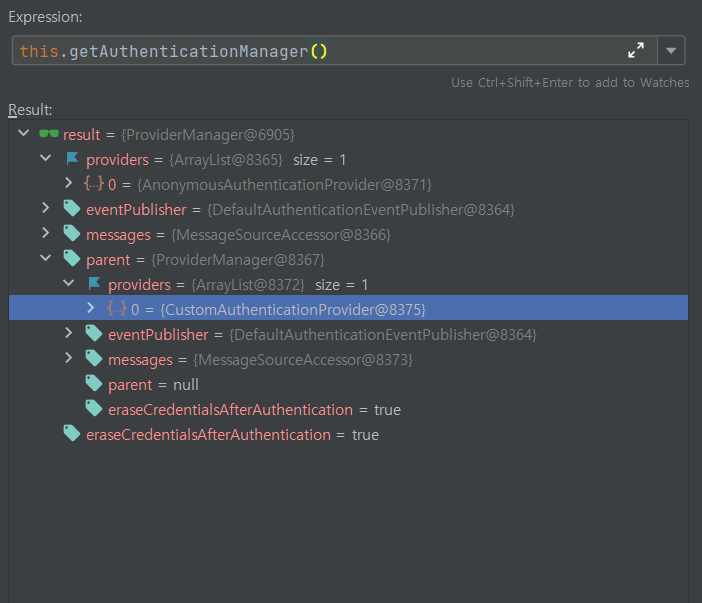 Expression:
this.getAuthenticationManager()
Use Ctrl+Shift+Enter to add to Watches
Result:
result = {ProviderManager@6905}
providers = {ArrayList@8365} size = 1
0 = {AnonymousAuthenticationProvider@8371}
eventPublisher = {DefaultAuthenticationEventPublisher@8364}
messages = {MessageSourceAccessor@8366}
parent = {ProviderManager@8367}
providers = {ArrayList@8372} size = 1
0 = {CustomAuthenticationProvider@8375}
eventPublisher = {DefaultAuthenticationEventPublisher@8364}
messages = {MessageSourceAccessor@8373}
parent = null
eraseCredentialsAfterAuthentication = true
eraseCredentialsAfterAuthentication = true